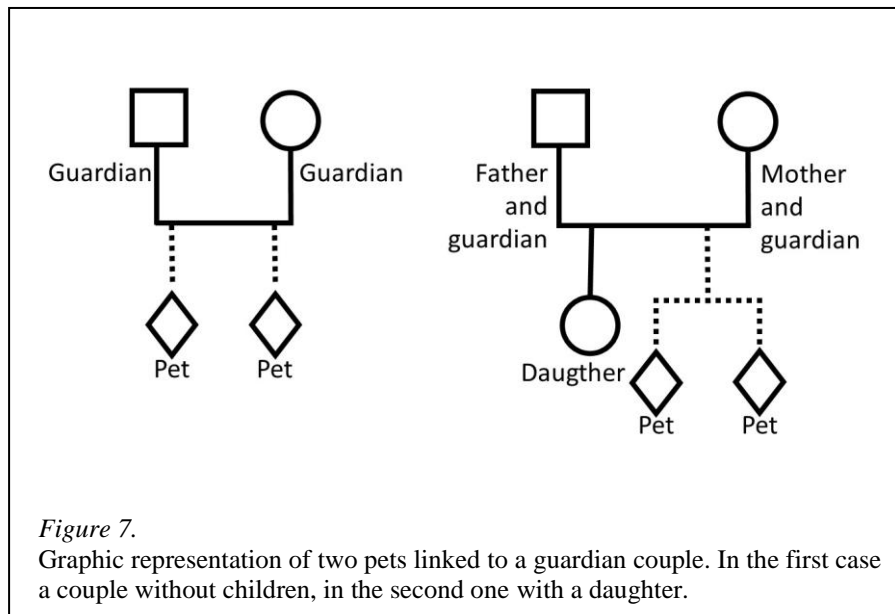 Guardian
Guardian
Pet
Pet
Father
and
guardian
Mother
and
guardian
Daugther
Pet
Pet
Figure 7.
Graphic representation of two pets linked to a guardian couple. In the first case
a couple without children, in the second one with a daughter.